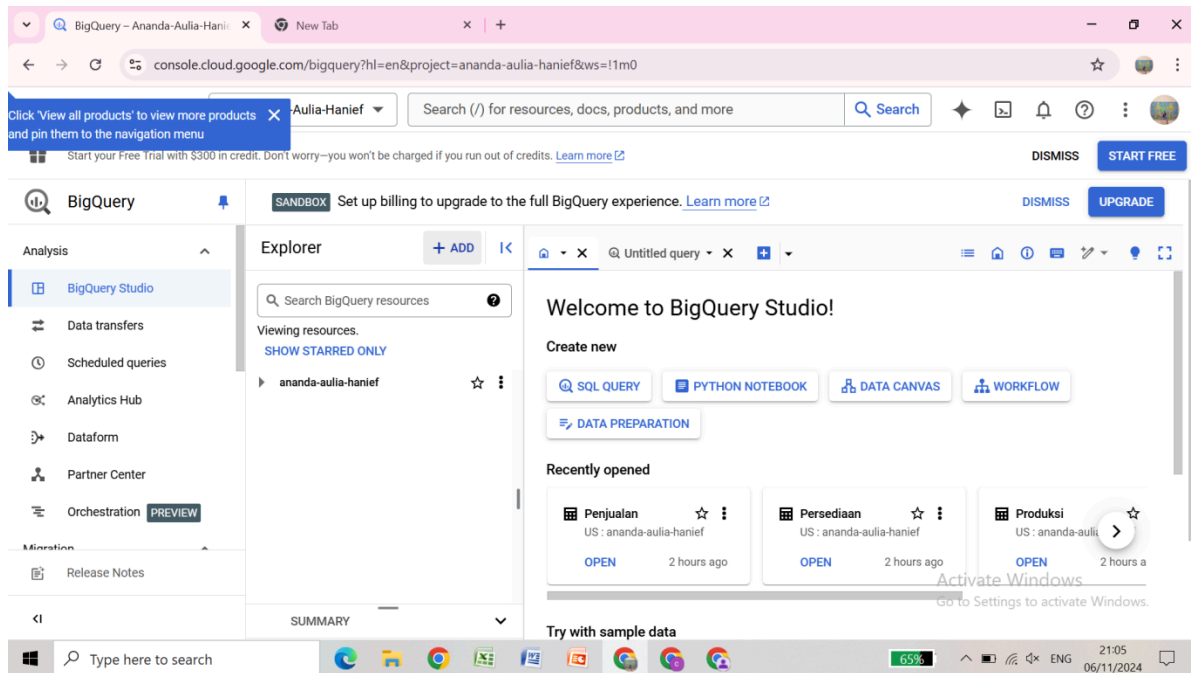 BigQuery – Ananda-Aulia-Hani
New Tab
console.cloud.google.com/bigquery?hl=en&project=ananda-aulia-hanief&ws=!1m0
Click 'View all products' to view more products
and pin them to the navigation menu
-Aulia-Hanief
Search (/) for resources, docs, products, and more
Search
Start your Free Trial with $300 in credit. Don't worry—you won't be charged if you run out of credits. Learn more
DISMISS
START FREE
BigQuery
SANDBOX Set up billing to upgrade to the full BigQuery experience. Learn more
DISMISS
UPGRADE
Analysis
BigQuery Studio
Data transfers
Scheduled queries
Analytics Hub
Dataform
Partner Center
Orchestration PREVIEW
Migration
Release Notes
Explorer
+ ADD
Search BigQuery resources
Viewing resources.
SHOW STARRED ONLY
ananda-aulia-hanief
SUMMARY
Untitled query
Welcome to BigQuery Studio!
Create new
SQL QUERY
PYTHON NOTEBOOK
DATA CANVAS
WORKFLOW
DATA PREPARATION
Recently opened
Penjualan
US : ananda-aulia-hanief
OPEN 2 hours ago
Persediaan
US : ananda-aulia-hanief
OPEN 2 hours ago
Produksi
US : ananda-aulia
OPEN 2 hours a
Try with sample data
Activate Windows
Go to Settings to activate Windows.
Type here to search
65%
ENG
21:05
06/11/2024